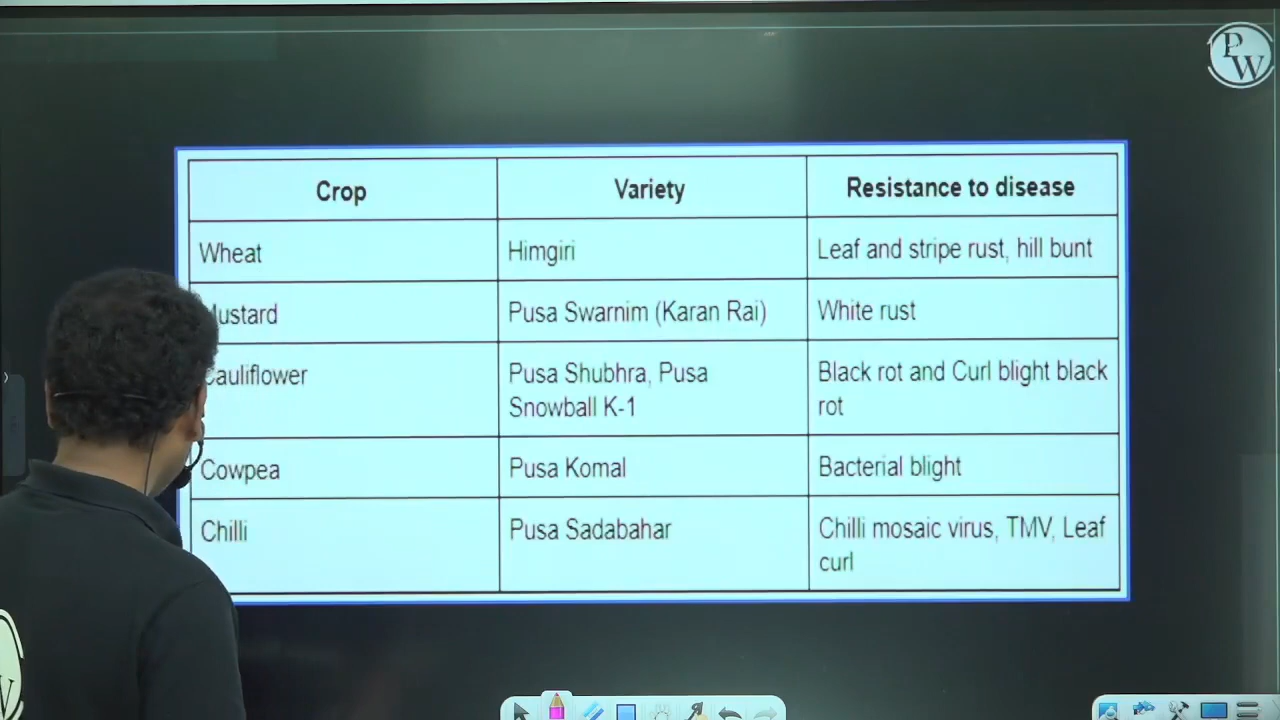 PW
Crop Variety Resistance to disease
Wheat Himgiri Leaf and stripe rust, hill bunt
Mustard Pusa Swarnim (Karan Rai) White rust
Cauliflower Pusa Shubhra, Pusa Snowball K-1 Black rot and Curl blight black rot
Cowpea Pusa Komal Bacterial blight
Chilli Pusa Sadabahar Chilli mosaic virus, TMV, Leaf curl